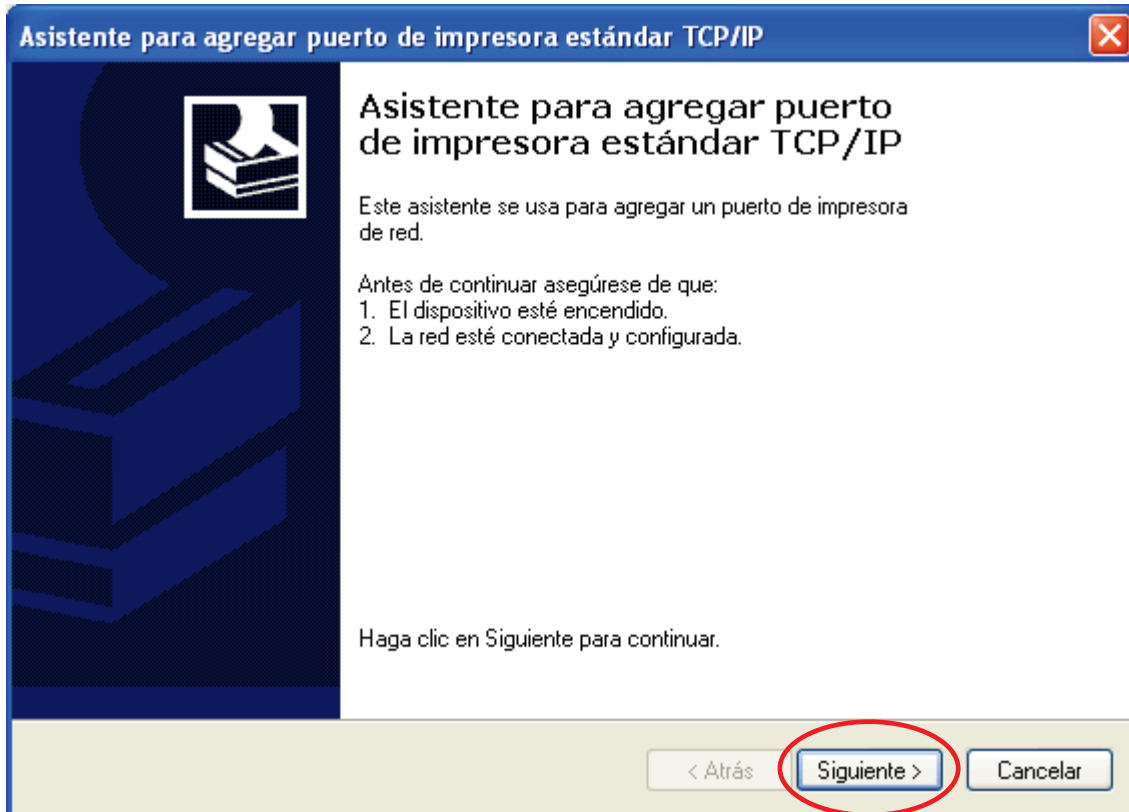 Asistente para agregar puerto de impresora estándar TCP/IP
Asistente para agregar puerto
de impresora estándar TCP/IP
Este asistente se usa para agregar un puerto de impresora
de red.
Antes de continuar asegúrese de que:
1. El dispositivo esté encendido.
2. La red esté conectada y configurada.
Haga clic en Siguiente para continuar.
< Atrás Siguiente > Cancelar